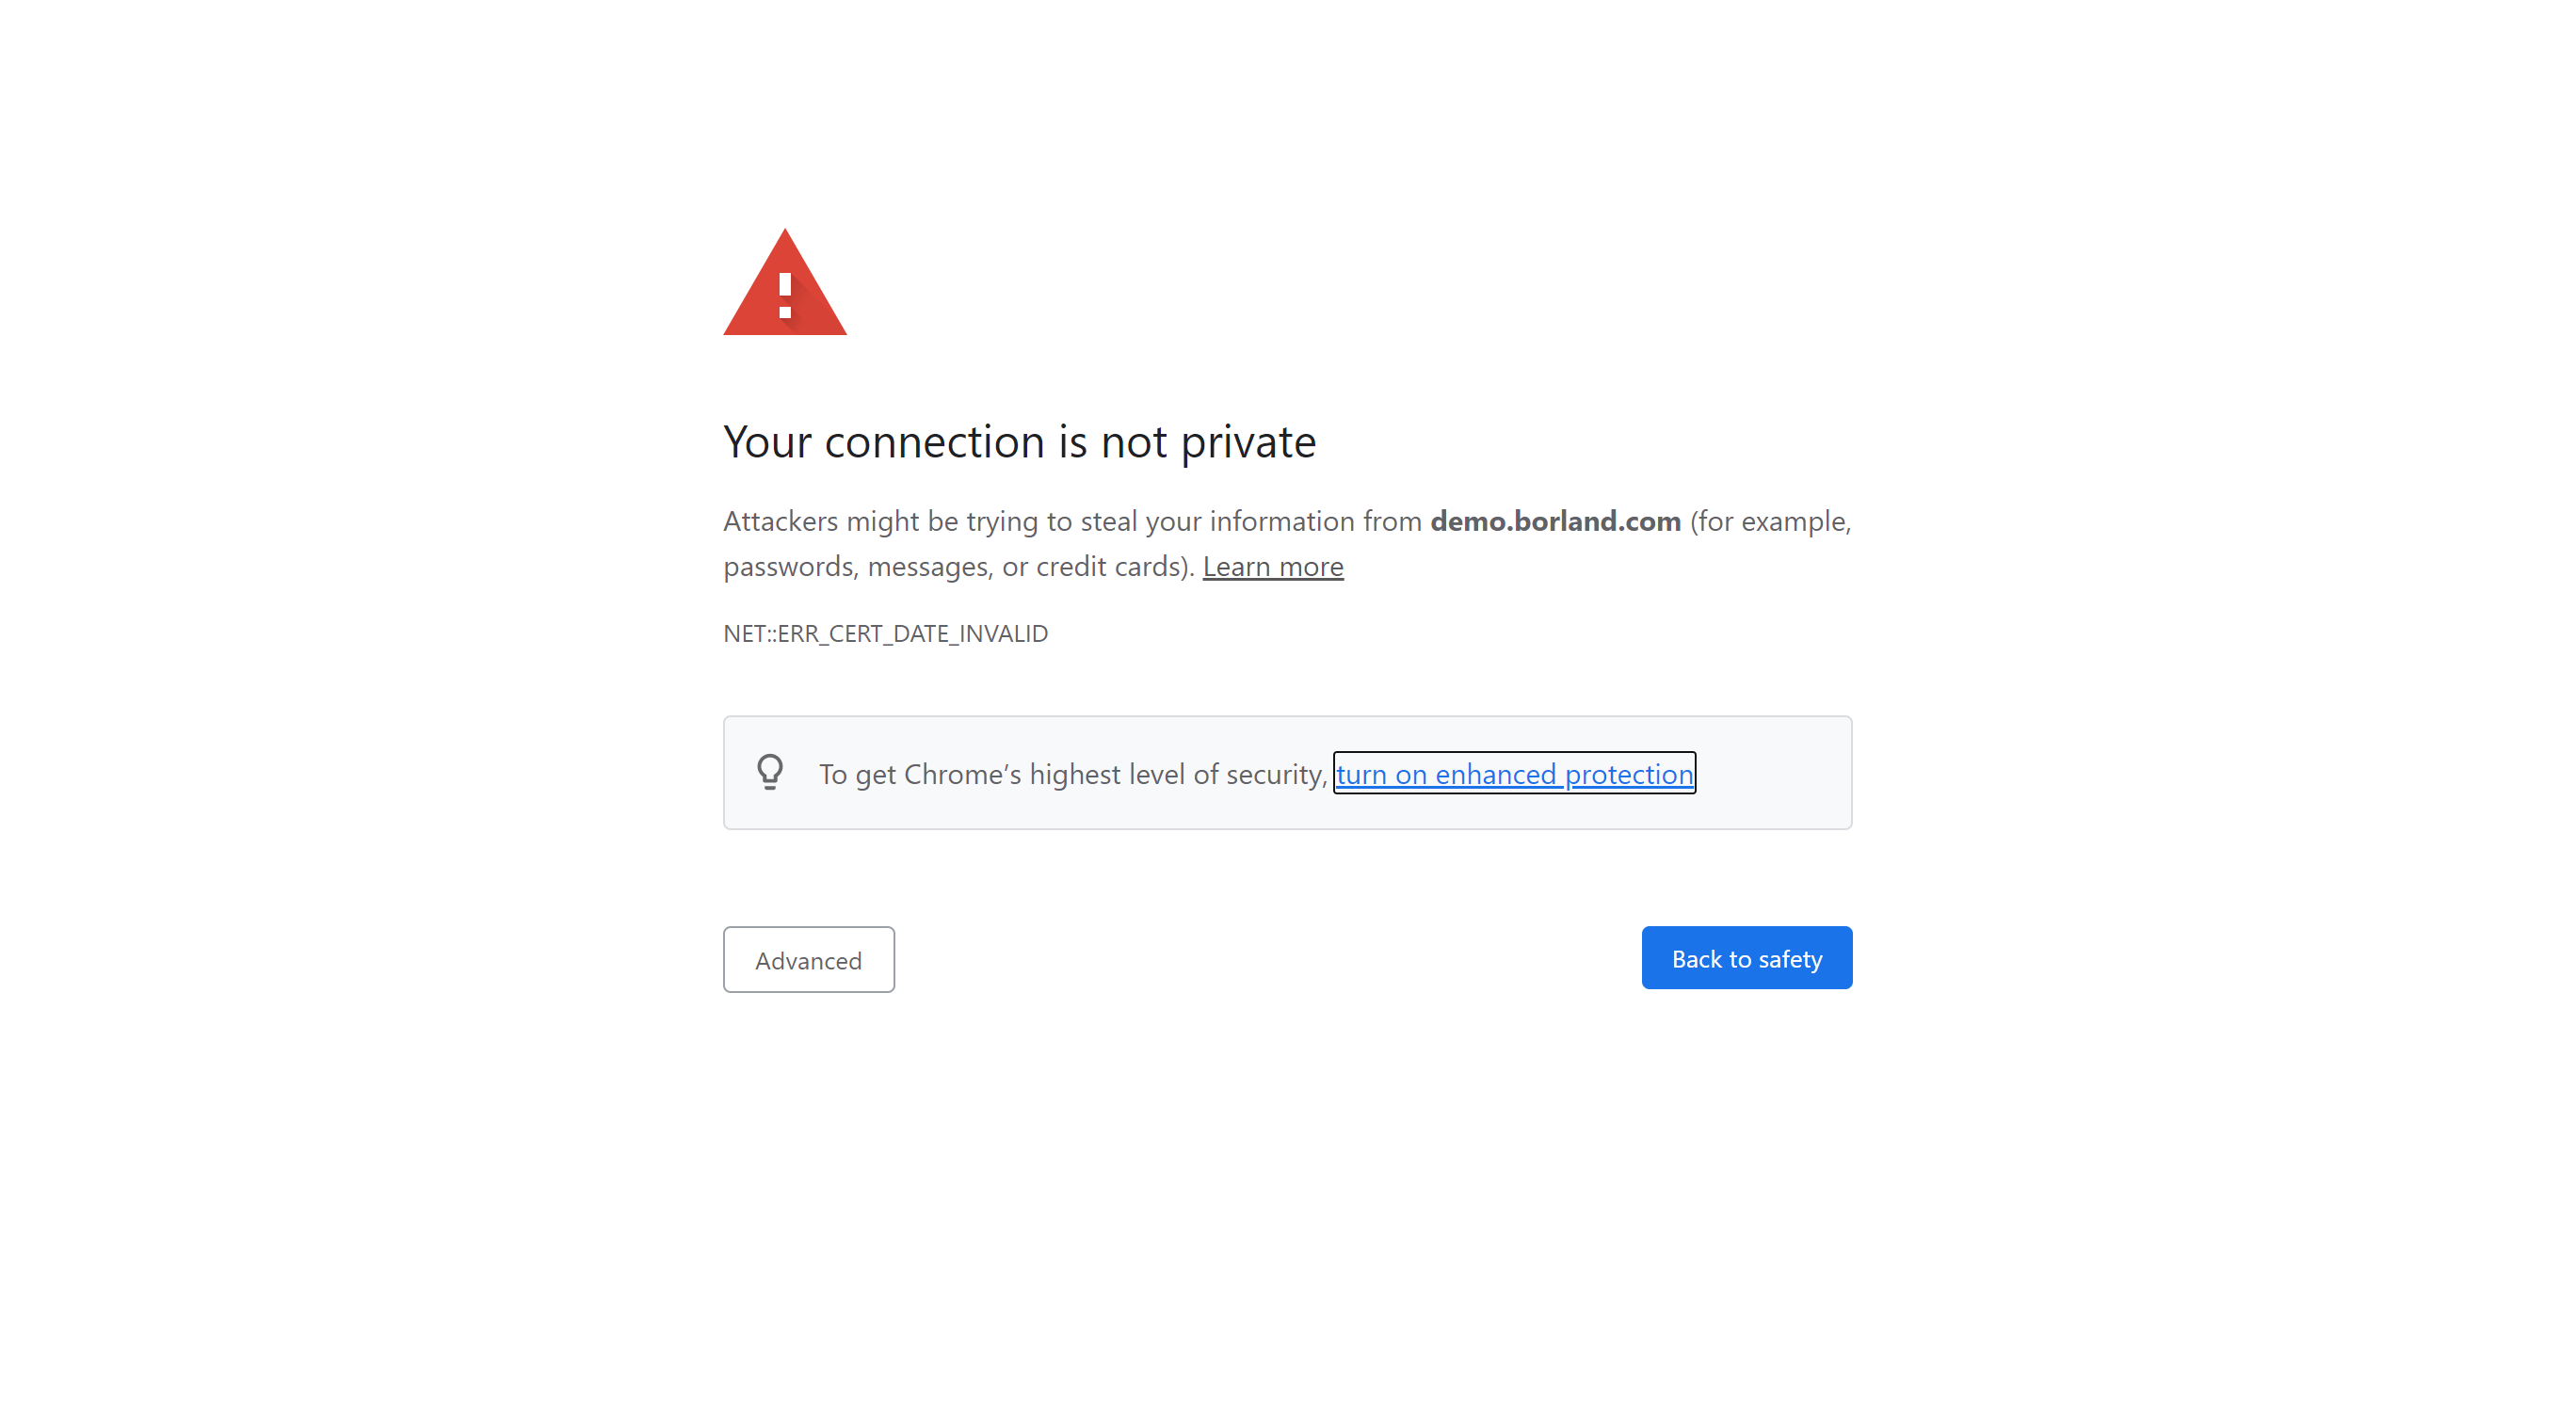 Your connection is not private
Attackers might be trying to steal your information from demo.borland.com (for example,
passwords, messages, or credit cards). Learn more
NET::ERR_CERT_DATE_INVALID
To get Chrome’s highest level of security, turn on enhanced protection
Advanced
Back to safety